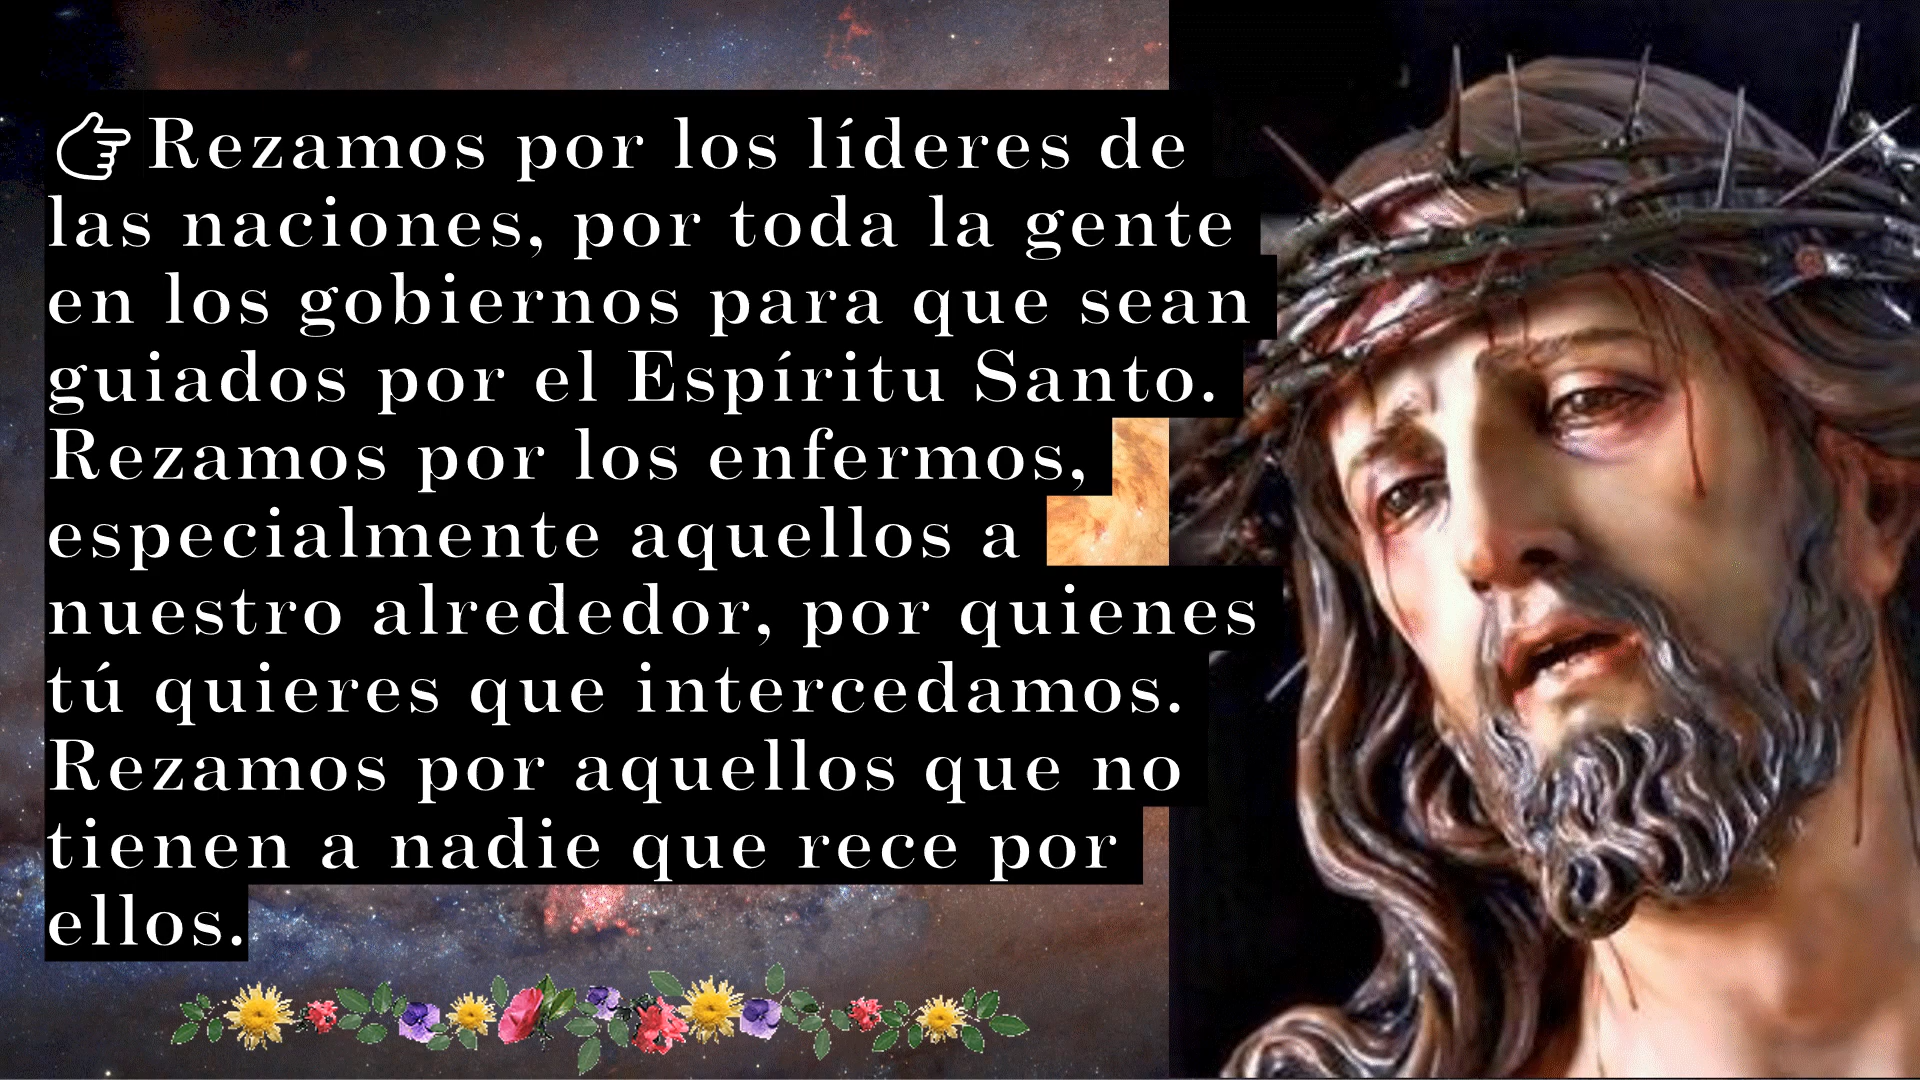 👉Rezamos por los líderes de
las naciones, por toda la gente
en los gobiernos para que sean
guiados por el Espíritu Santo.
Rezamos por los enfermos,
especialmente aquellos a
nuestro alrededor, por quienes
tú quieres que intercedamos.
Rezamos por aquellos que no
tienen a nadie que rece por
ellos.